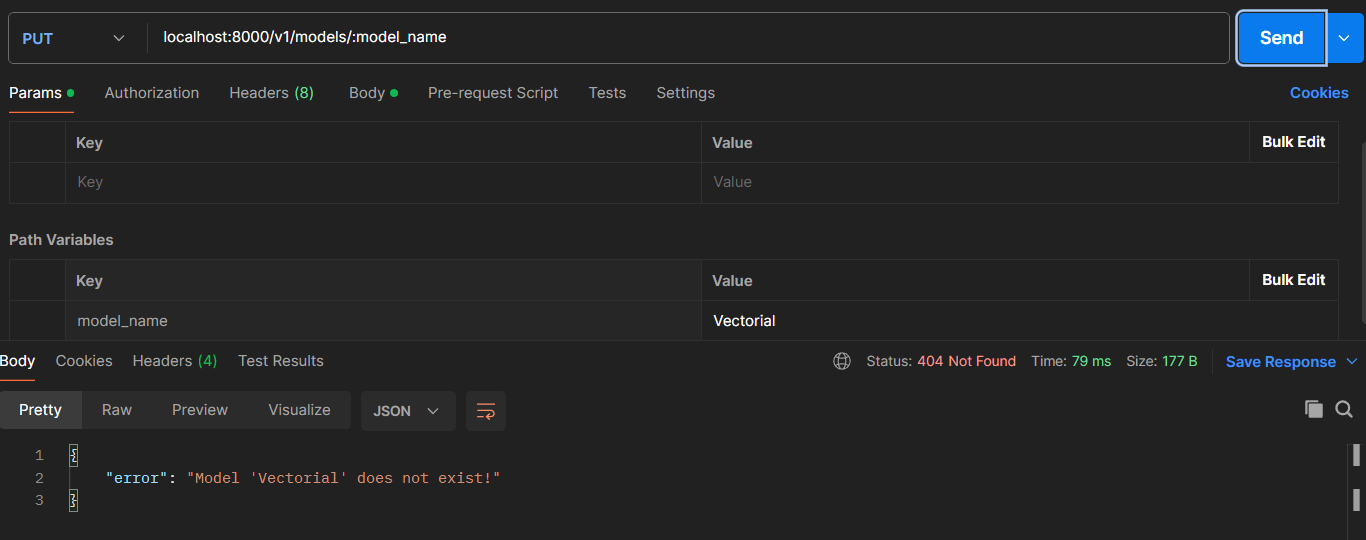 PUT localhost:8000/v1/models/:model_name Send
Params Authorization Headers (8) Body Pre-request Script Tests Settings Cookies
Key Value Bulk Edit
Key Value
Path Variables
Key Value Bulk Edit
model_name Vectorial
Body Cookies Headers (4) Test Results Status: 404 Not Found Time: 79 ms Size: 177 B Save Response
Pretty Raw Preview Visualize JSON
1 {
2 "error": "Model 'Vectorial' does not exist!"
3 }